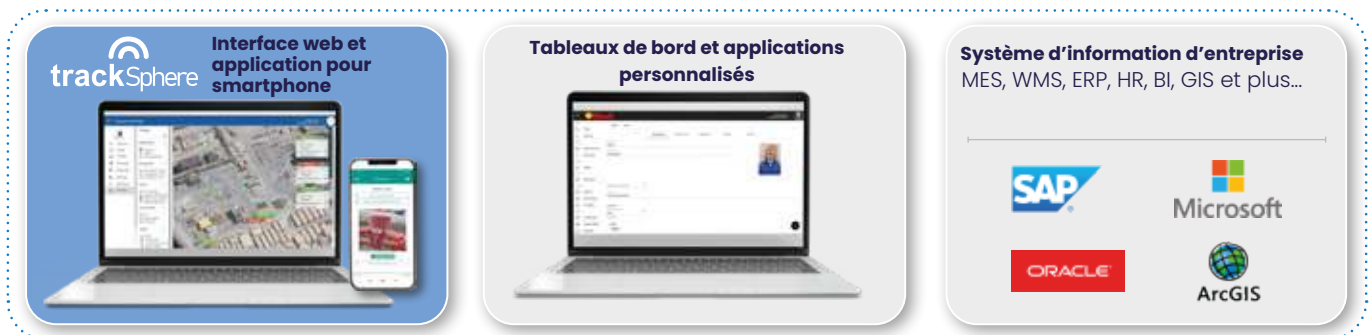 trackSphere
Interface web et
application pour
smartphone
Tableaux de bord et applications
personnalisés
Système d’information d’entreprise
MES, WMS, ERP, HR, BI, GIS et plus...
SAP
Microsoft
ORACLE
ArcGIS